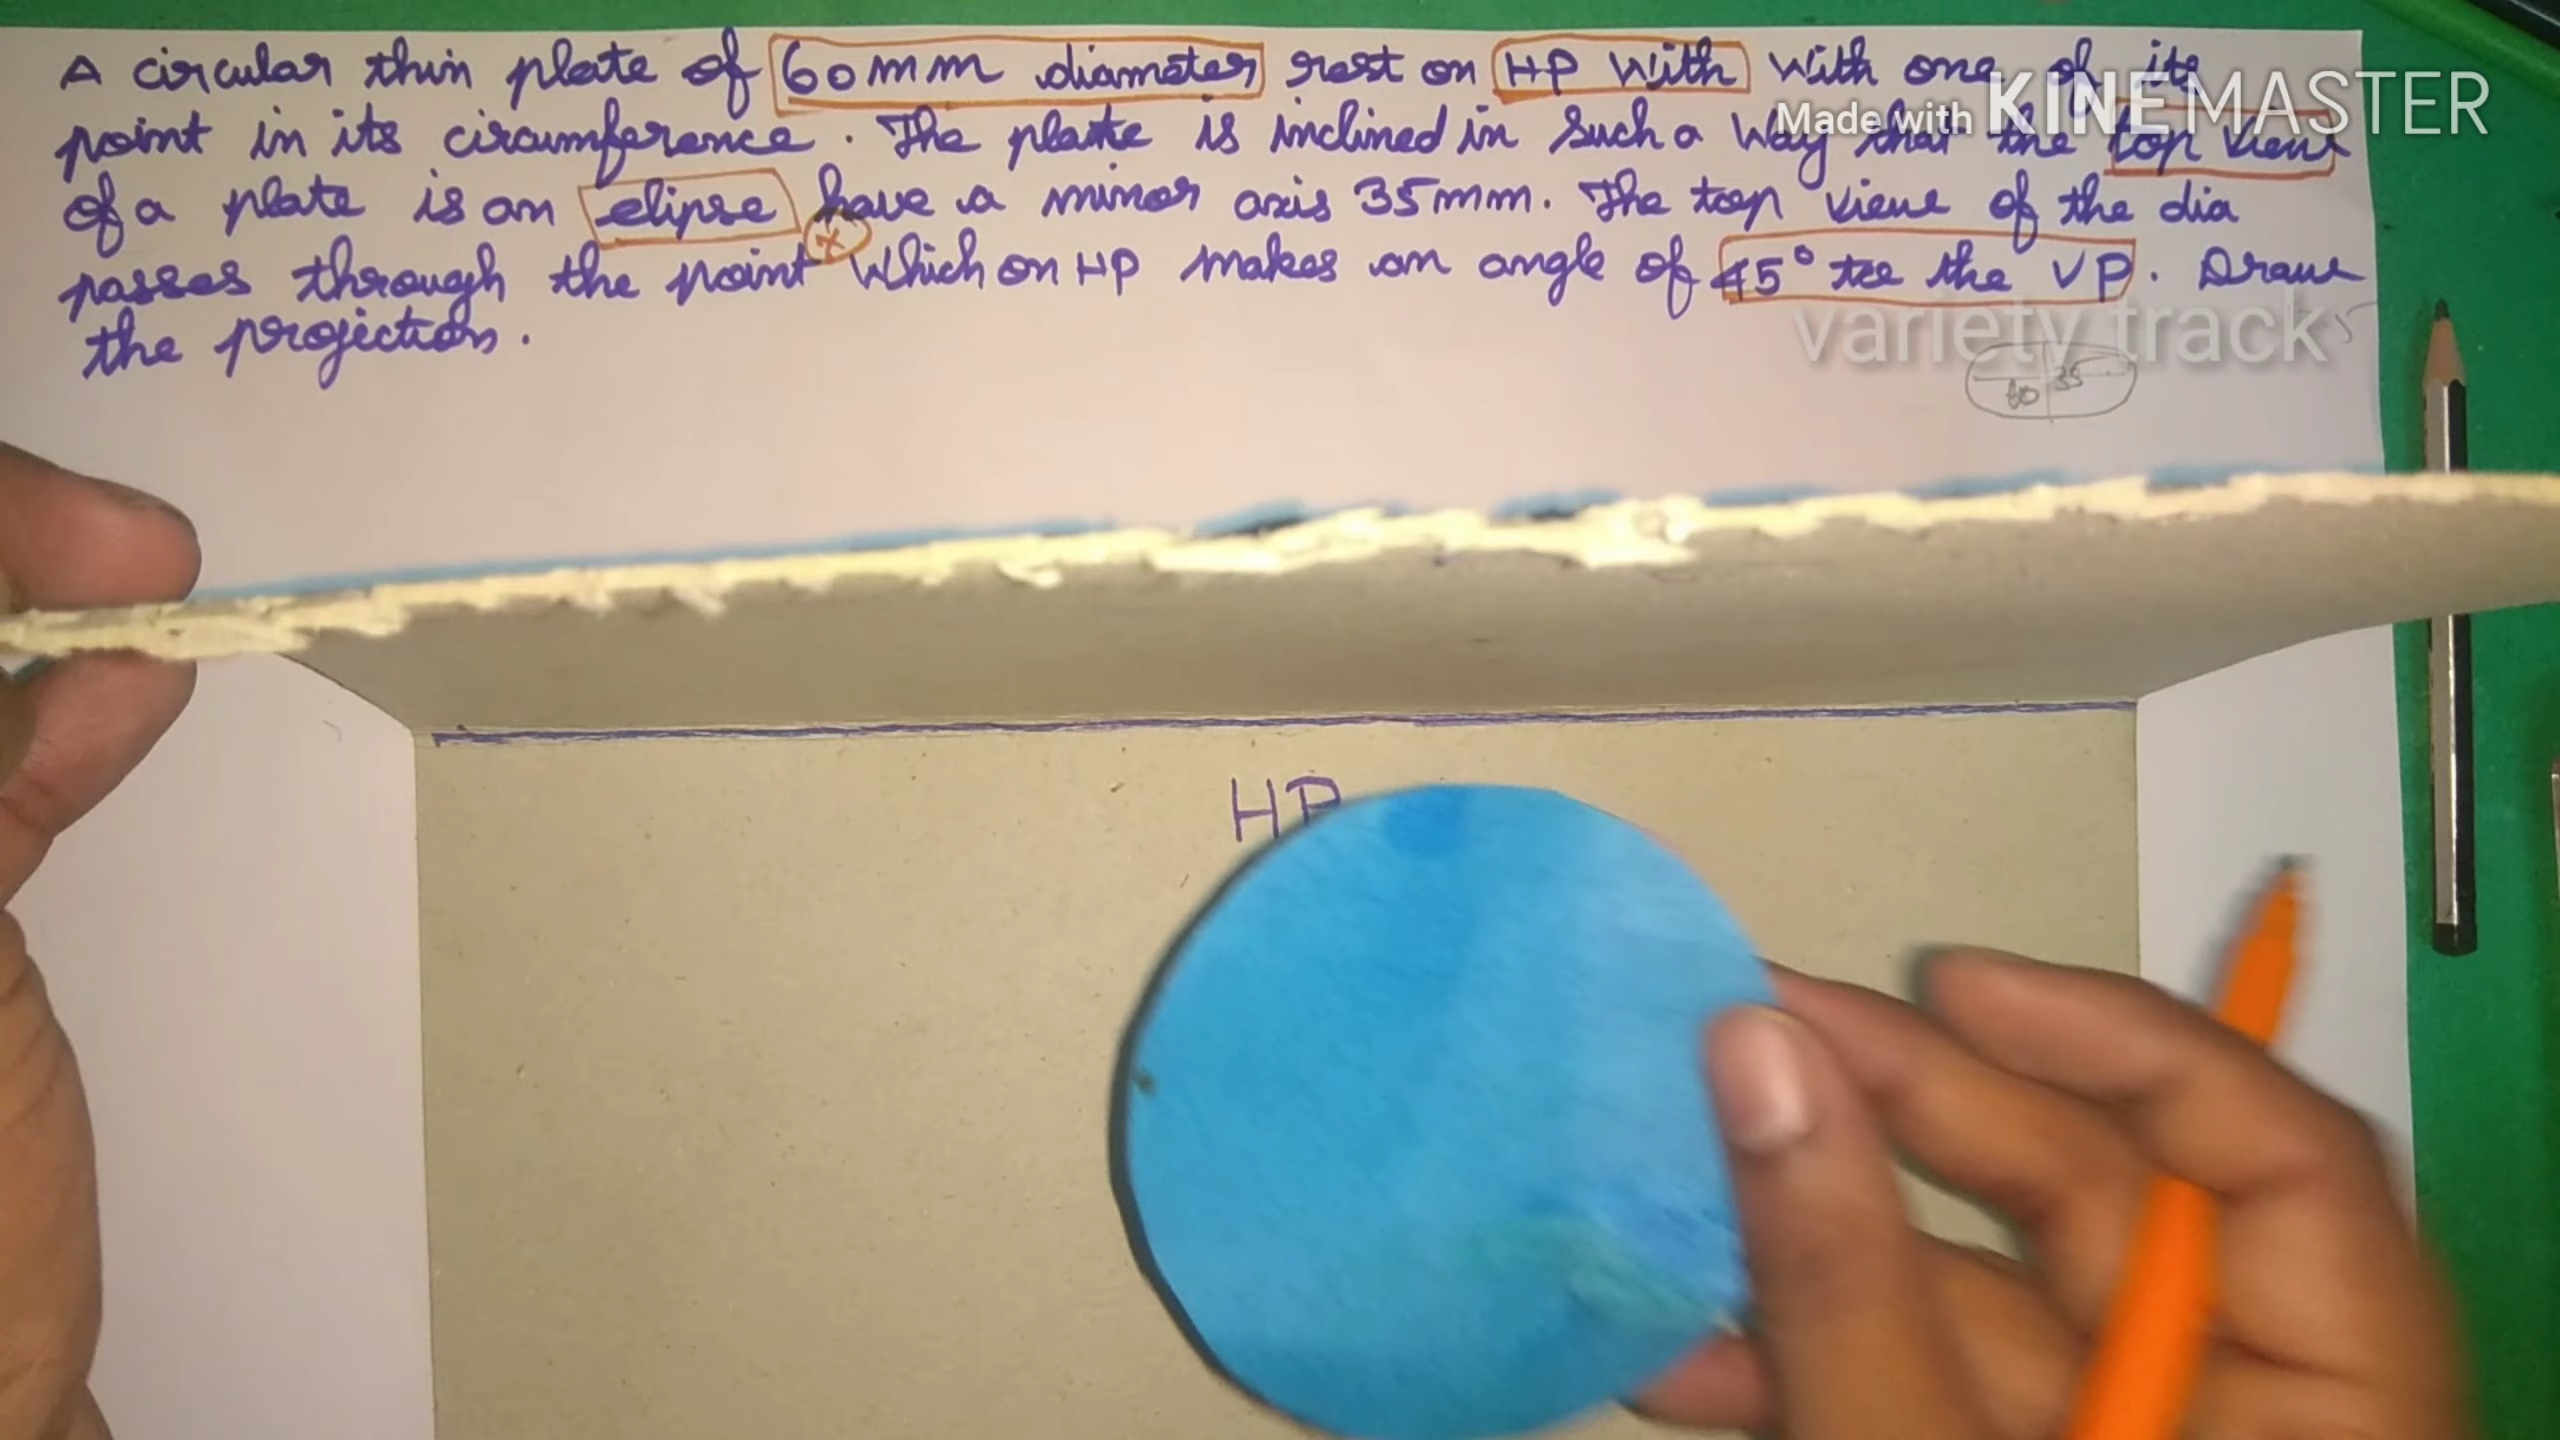 A circular thin plate of 60mm diameter rest on HP with with one of its
Made with KINEMASTER
point in its circumference. The plate is inclined in such a way that the top view
of a plate is an elipse have a minor axis 35mm. The top view of the dia
x
passes through the point which on HP makes an angle of 45° to the VP. Draw
the projection.
variety track
60 35
HP